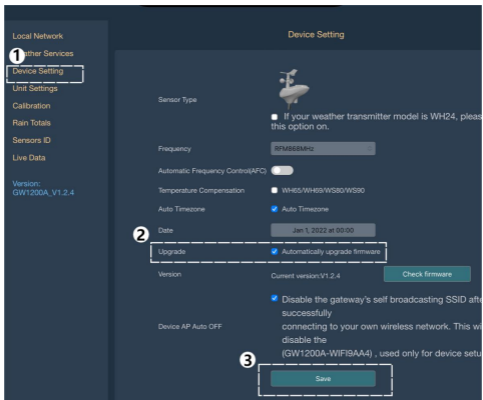 Device Setting
Local Network
Weather Services
1
Device Setting
Unit Settings
Calibration
Rain Totals
Sensors ID
Live Data
Version:
GW1200A_V1.2.4
Sensor Type
If your weather transmitter model is WH24, pleas
this option on.
Frequency
RFM868MHz
Automatic Frequency Control(AFC)
Temperature Compensation
WH65/WH69/WS80/WS90
Auto Timezone
Auto Timezone
2
Date
Jan 1, 2022 at 00:00
Upgrade
Automatically upgrade firmware
Version
Current version:V1.2.4
Check firmware
Device AP Auto OFF
Disable the gateway's self broadcasting SSID afte
successfully
connecting to your own wireless network. This wi
disable the
(GW1200A-WIFI9AA4) , used only for device setu
3
Save